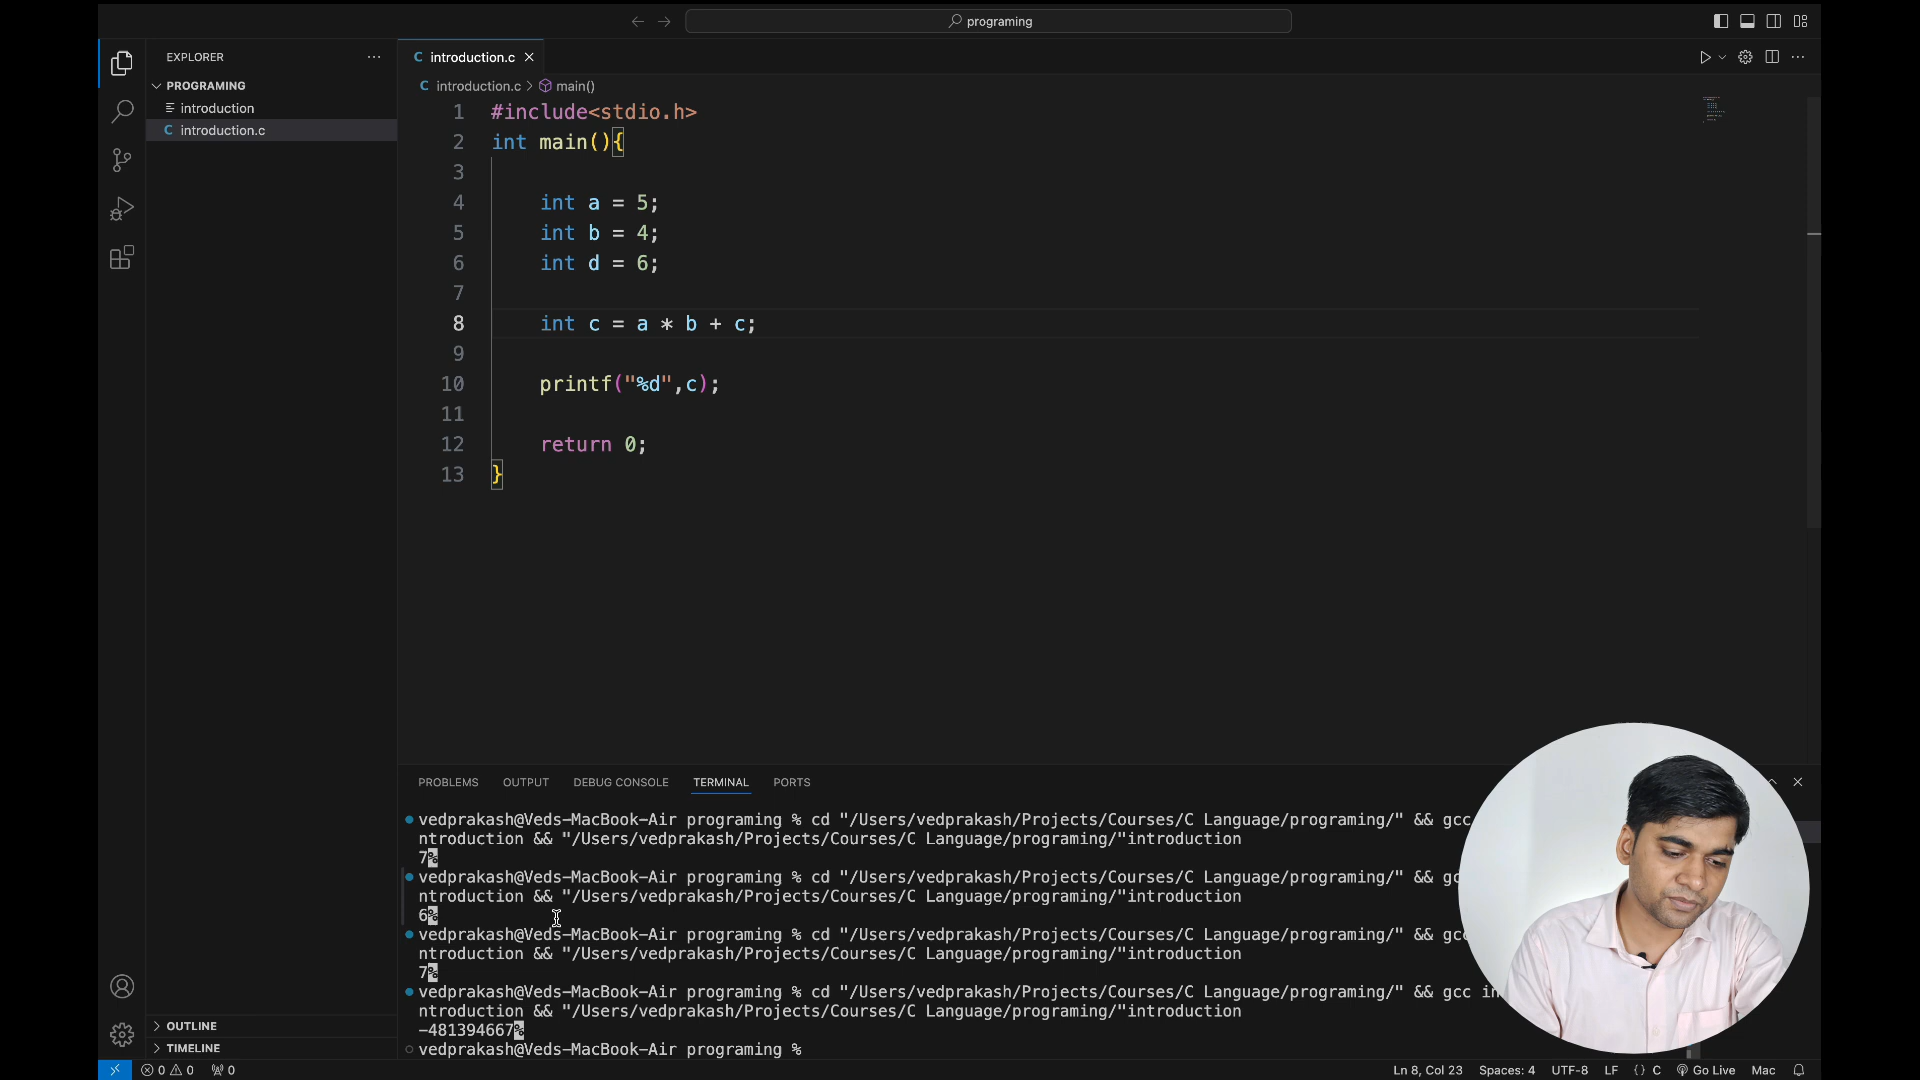 programing
EXPLORER
PROGRAMING
introduction
introduction.c
OUTLINE
TIMELINE
introduction.c
introduction.c > main()
1 #include<stdio.h>
2 int main(){
3
4 int a = 5;
5 int b = 4;
6 int d = 6;
7
8 int c = a * b + c;
9
10 printf("%d",c);
11
12 return 0;
13 }
PROBLEMS OUTPUT DEBUG CONSOLE TERMINAL PORTS
vedprakash@Veds-MacBook-Air programing % cd "/Users/vedprakash/Projects/Courses/C Language/programing/" && gcc
ntroduction && "/Users/vedprakash/Projects/Courses/C Language/programing/"introduction
7%
vedprakash@Veds-MacBook-Air programing % cd "/Users/vedprakash/Projects/Courses/C Language/programing/" && gc
ntroduction && "/Users/vedprakash/Projects/Courses/C Language/programing/"introduction
6%
vedprakash@Veds-MacBook-Air programing % cd "/Users/vedprakash/Projects/Courses/C Language/programing/" && gc
ntroduction && "/Users/vedprakash/Projects/Courses/C Language/programing/"introduction
7%
vedprakash@Veds-MacBook-Air programing % cd "/Users/vedprakash/Projects/Courses/C Language/programing/" && gcc in
ntroduction && "/Users/vedprakash/Projects/Courses/C Language/programing/"introduction
-481394667%
vedprakash@Veds-MacBook-Air programing %
0 0 0 Ln 8, Col 23 Spaces: 4 UTF-8 LF {} C Go Live Mac